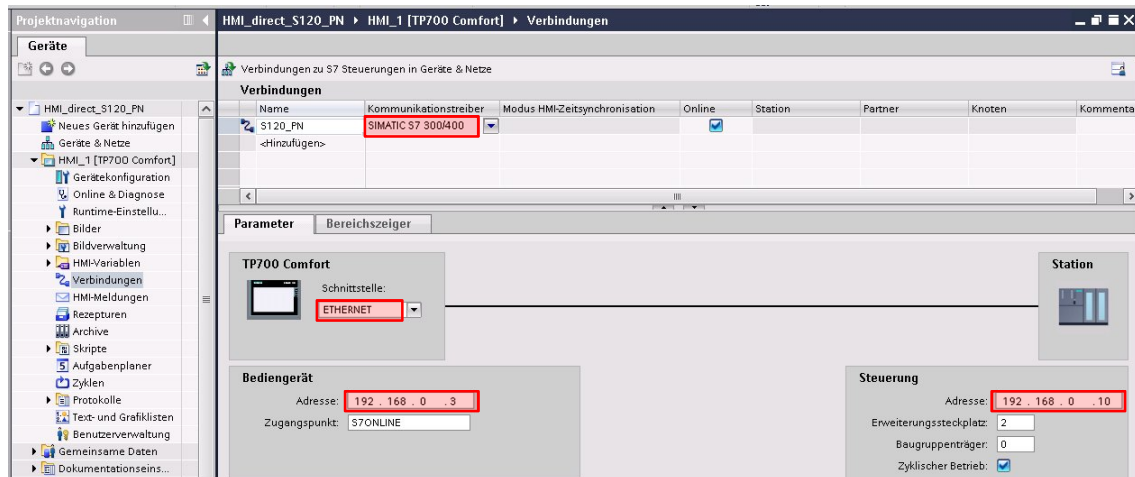 Projektnavigation
HMI_direct_S120_PN ▸ HMI_1 [TP700 Comfort] ▸ Verbindungen
Geräte
Verbindungen zu S7 Steuerungen in Geräte & Netze
Verbindungen
Name Kommunikationstreiber Modus HMI-Zeitsynchronisation Online Station Partner Knoten Kommenta
S120_PN SIMATIC S7 300/400
<Hinzufügen>
HMI_direct_S120_PN
Neues Gerät hinzufügen
Geräte & Netze
HMI_1 [TP700 Comfort]
Gerätekonfiguration
Online & Diagnose
Runtime-Einstellu...
Bilder
Bildverwaltung
HMI-Variablen
Verbindungen
HMI-Meldungen
Rezepturen
Archive
Skripte
Aufgabenplaner
Zyklen
Protokolle
Text- und Grafiklisten
Benutzerverwaltung
Gemeinsame Daten
Dokumentationseins...
Parameter Bereichszeiger
TP700 Comfort
Schnittstelle:
ETHERNET
Station
Bediengerät
Adresse: 192 . 168 . 0 . 3
Zugangspunkt: S7ONLINE
Steuerung
Adresse: 192 . 168 . 0 . 10
Erweiterungssteckplatz: 2
Baugruppenträger: 0
Zyklischer Betrieb: